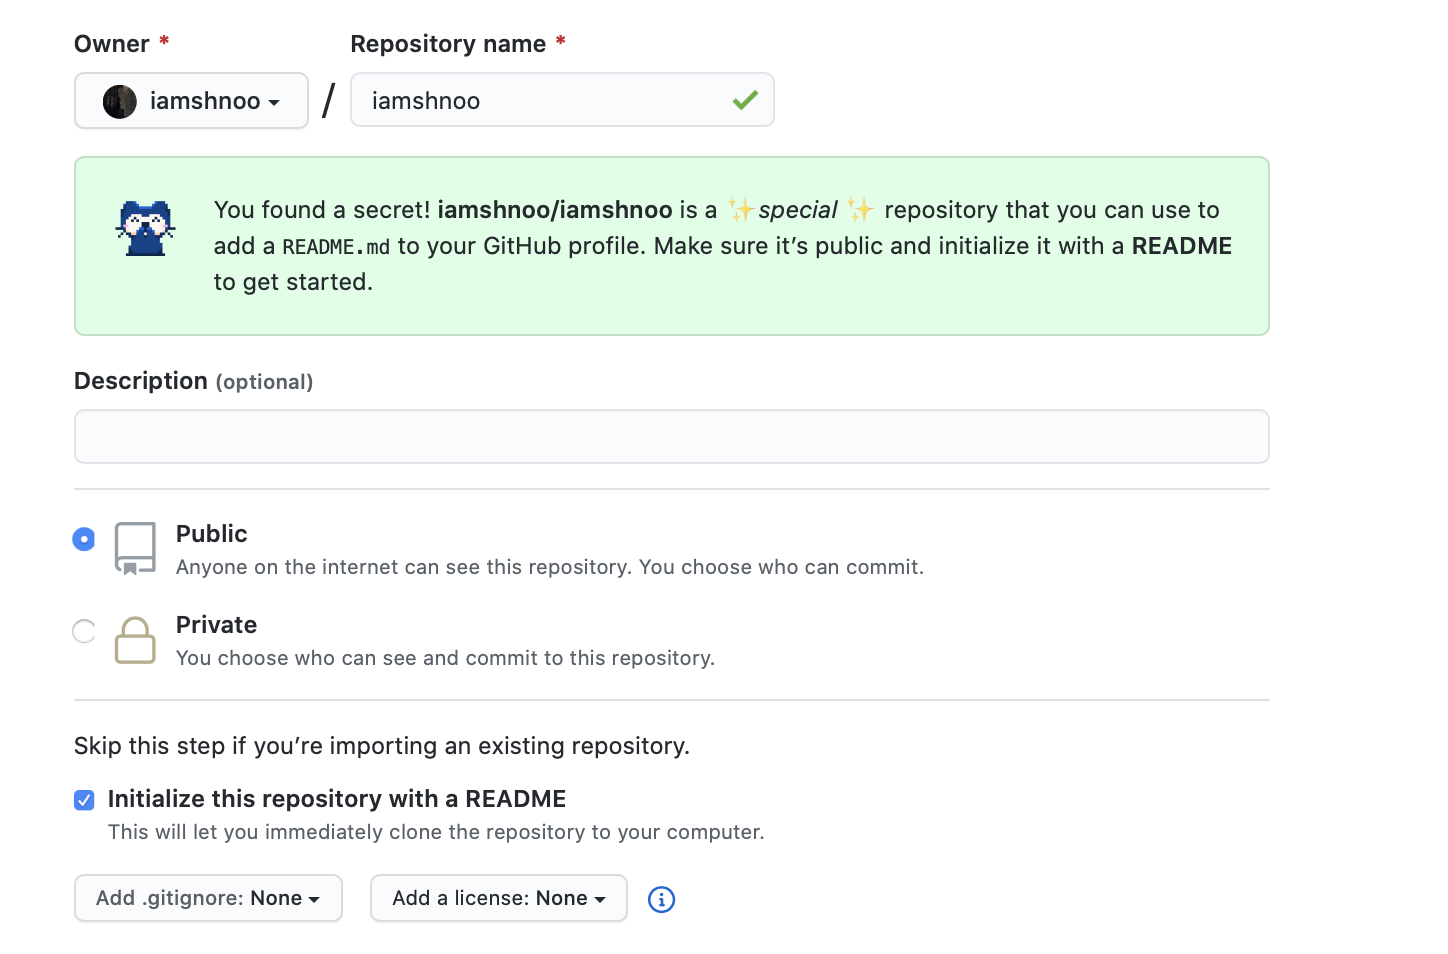 Owner * Repository name *
iamshnoo / iamshnoo
You found a secret! iamshnoo/iamshnoo is a ✨special ✨ repository that you can use to
add a README.md to your GitHub profile. Make sure it’s public and initialize it with a README
to get started.
Description (optional)
Public
Anyone on the internet can see this repository. You choose who can commit.
Private
You choose who can see and commit to this repository.
Skip this step if you’re importing an existing repository.
Initialize this repository with a README
This will let you immediately clone the repository to your computer.
Add .gitignore: None Add a license: None